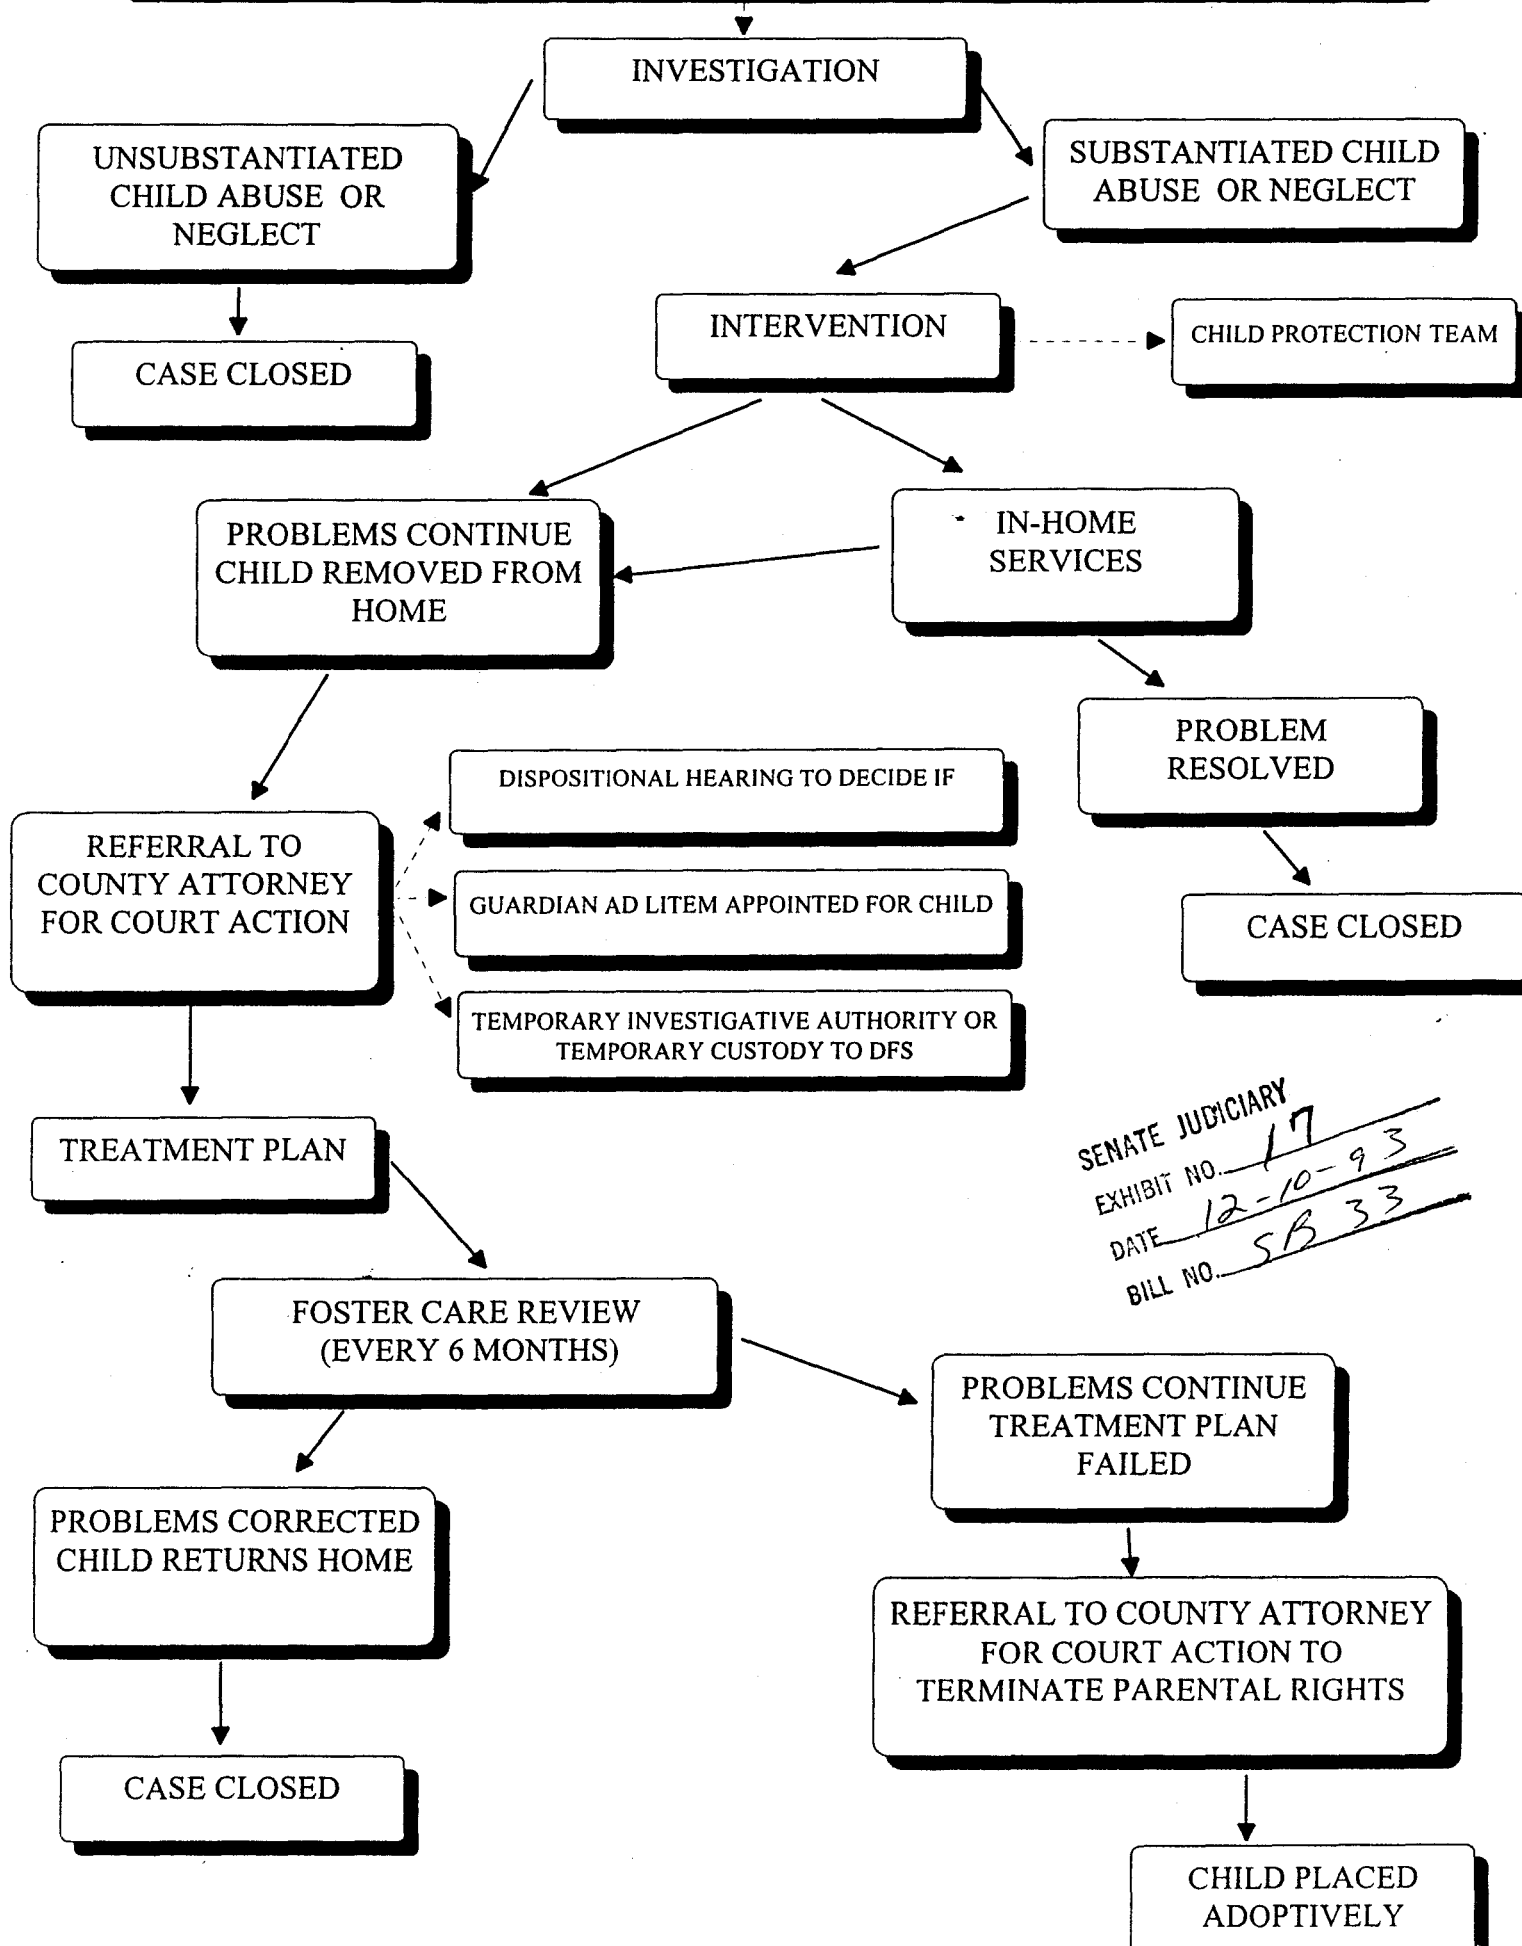 INVESTIGATION
UNSUBSTANTIATED
CHILD ABUSE OR
NEGLECT
SUBSTANTIATED CHILD
ABUSE OR NEGLECT
CASE CLOSED
INTERVENTION
CHILD PROTECTION TEAM
PROBLEMS CONTINUE
CHILD REMOVED FROM
HOME
IN-HOME
SERVICES
PROBLEM
RESOLVED
CASE CLOSED
REFERRAL TO
COUNTY ATTORNEY
FOR COURT ACTION
DISPOSITIONAL HEARING TO DECIDE IF
GUARDIAN AD LITEM APPOINTED FOR CHILD
TEMPORARY INVESTIGATIVE AUTHORITY OR
TEMPORARY CUSTODY TO DFS
TREATMENT PLAN
SENATE JUDICIARY
EXHIBIT NO. 17
DATE 12-10-93
BILL NO. SB 33
FOSTER CARE REVIEW
(EVERY 6 MONTHS)
PROBLEMS CONTINUE
TREATMENT PLAN
FAILED
PROBLEMS CORRECTED
CHILD RETURNS HOME
REFERRAL TO COUNTY ATTORNEY
FOR COURT ACTION TO
TERMINATE PARENTAL RIGHTS
CASE CLOSED
CHILD PLACED
ADOPTIVELY